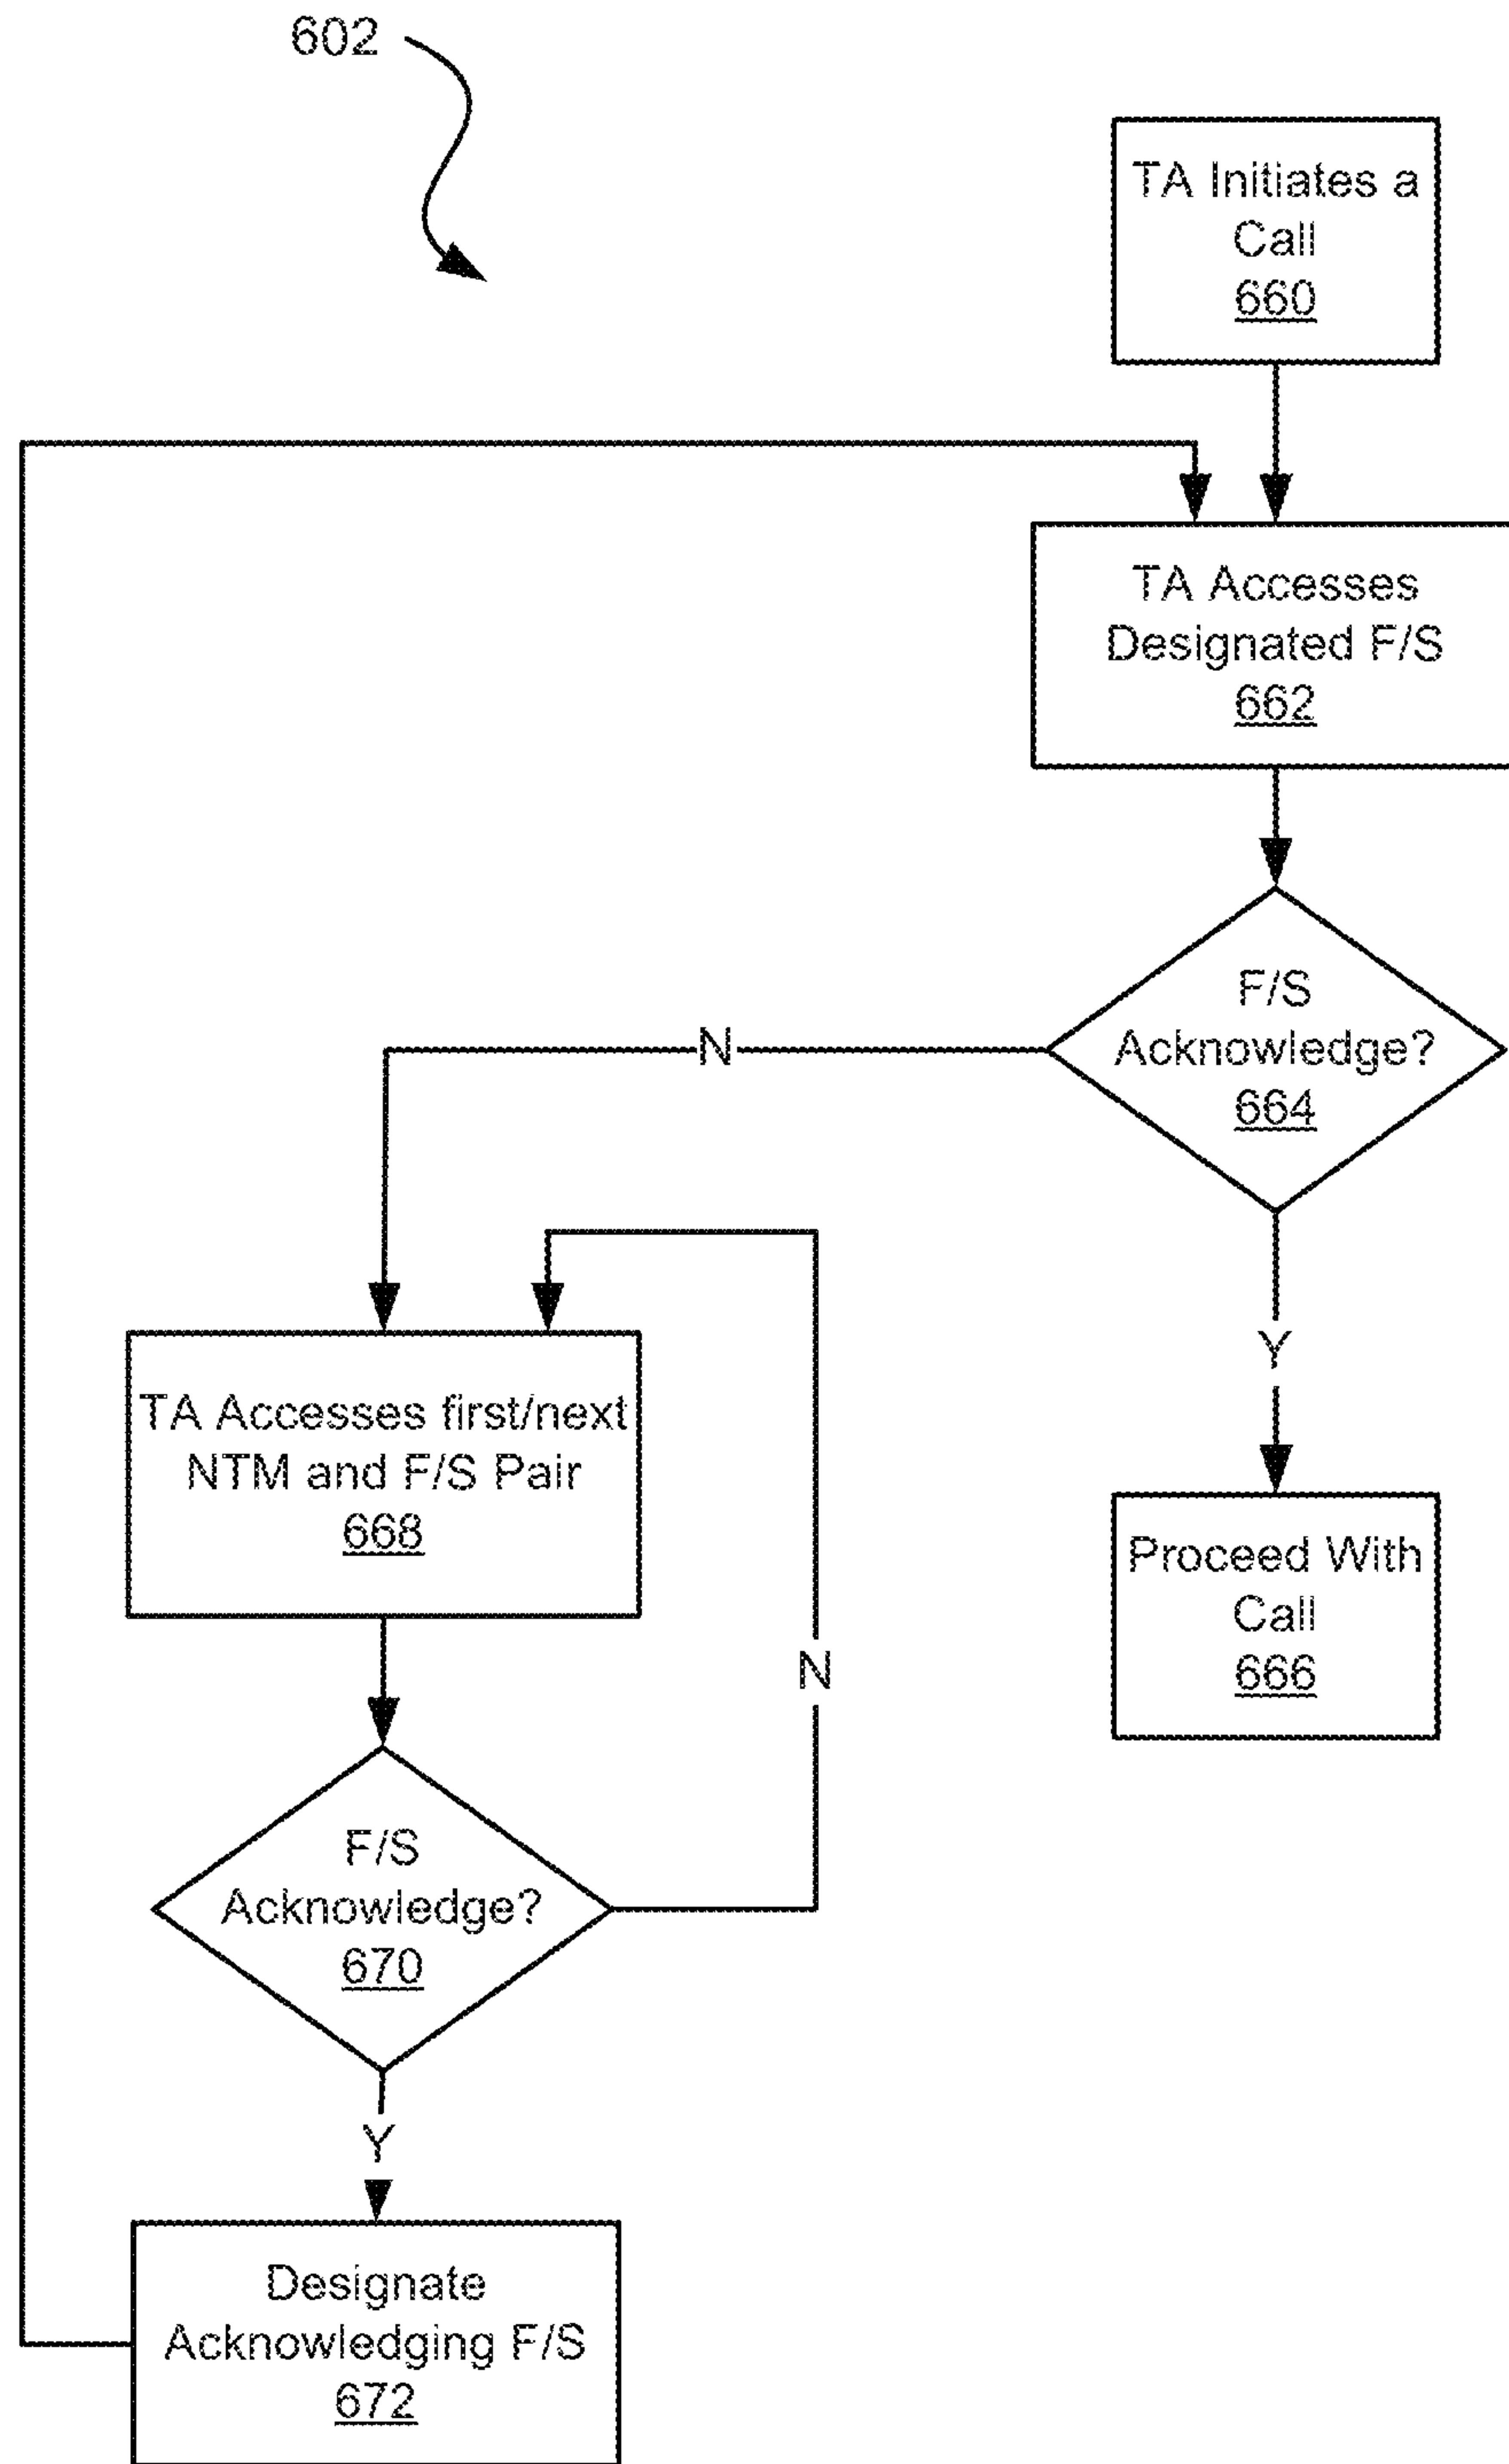 602
TA Initiates a
Call
660
TA Accesses
Designated F/S
662
F/S
Acknowledge?
664
N
Y
Proceed With
Call
666
TA Accesses first/next
NTM and F/S Pair
668
N
F/S
Acknowledge?
670
Y
Designate
Acknowledging F/S
672